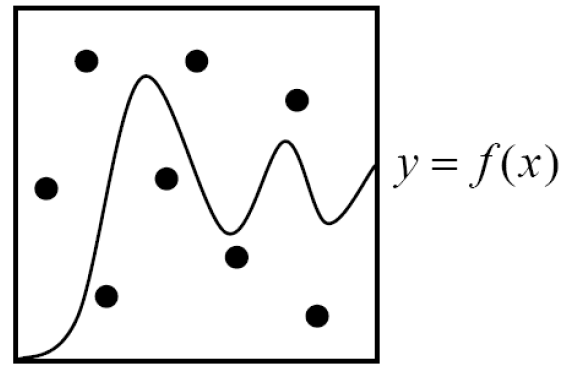 y = f(x)